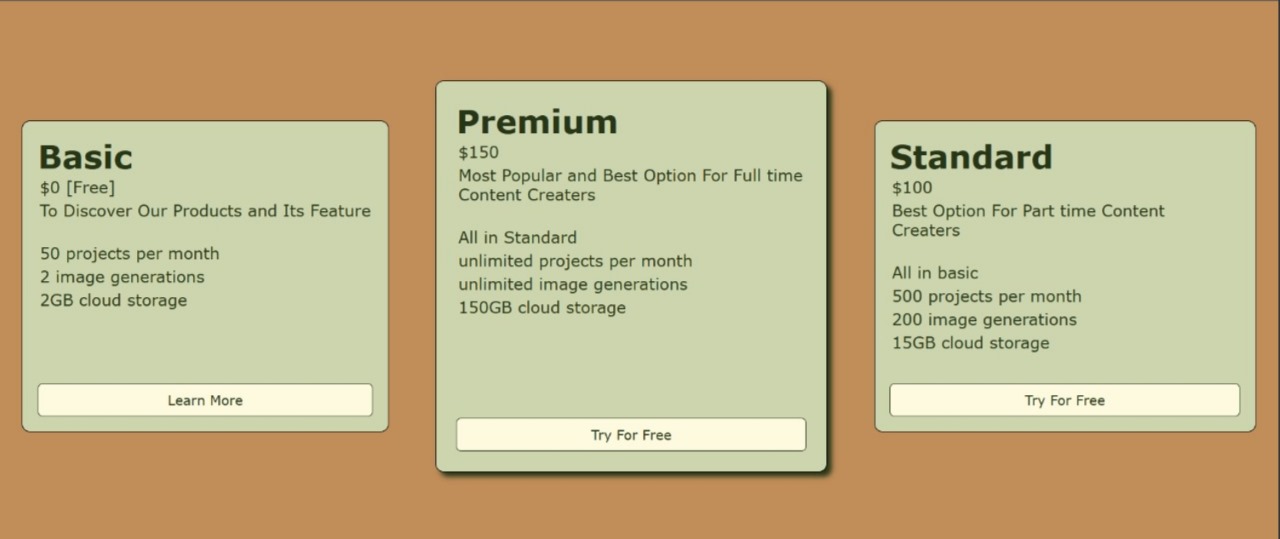 Basic
$0 [Free]
To Discover Our Products and Its Feature
50 projects per month
2 image generations
2GB cloud storage
Learn More
Premium
$150
Most Popular and Best Option For Full time
Content Creaters
All in Standard
unlimited projects per month
unlimited image generations
150GB cloud storage
Try For Free
Standard
$100
Best Option For Part time Content
Creaters
All in basic
500 projects per month
200 image generations
15GB cloud storage
Try For Free